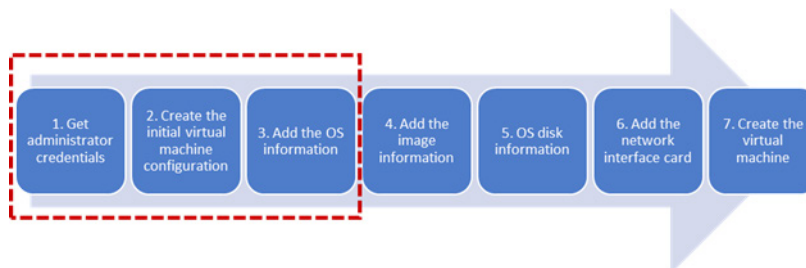 1. Get
administrator
credentials
2. Create the
initial virtual
machine
configuration
3. Add the OS
information
4. Add the
image
information
5. OS disk
information
6. Add the
network
interface card
7. Create the
virtual
machine